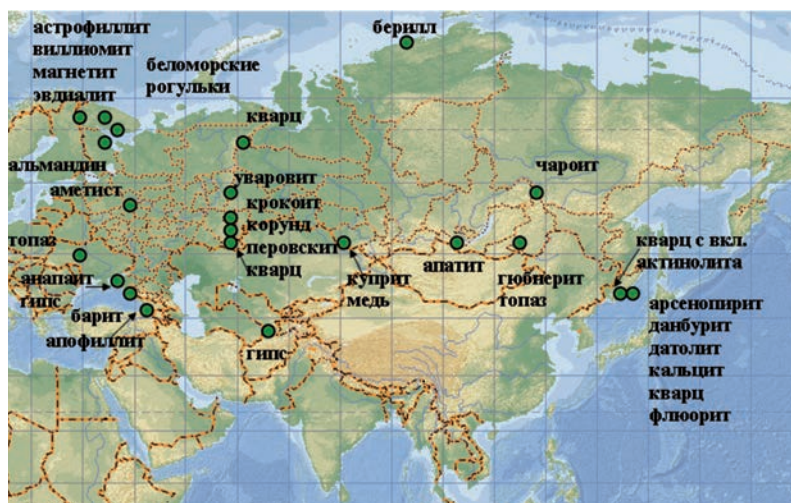 астрофиллит
виллиомит
магнетит
эвдиалит
беломорские
рогульки
берилл
кварц
альмандин
аметист
уваровит
крокоит
корунд
перовскит
кварц
чароит
топаз
анапаит
гипс
барит
апофиллит
гипс
куприт
медь
апатит
гюбнерит
топаз
кварц с вкл.
актинолита
арсенопирит
данбурит
датолит
кальцит
кварц
флюорит